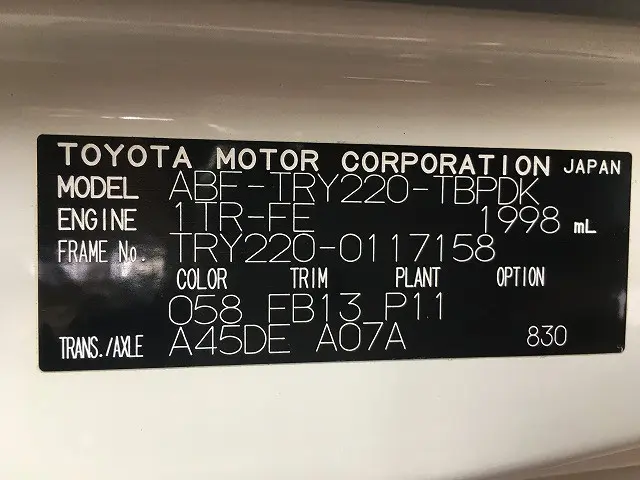 TOYOTA MOTOR CORPORATION JAPAN
MODEL ABF-TRY220-TBPDK
ENGINE 1TR-FE 1998 mL
FRAME No. TRY220-0117158
COLOR TRIM PLANT OPTION
058 FB13 P11
TRANS./AXLE A45DE A07A 830